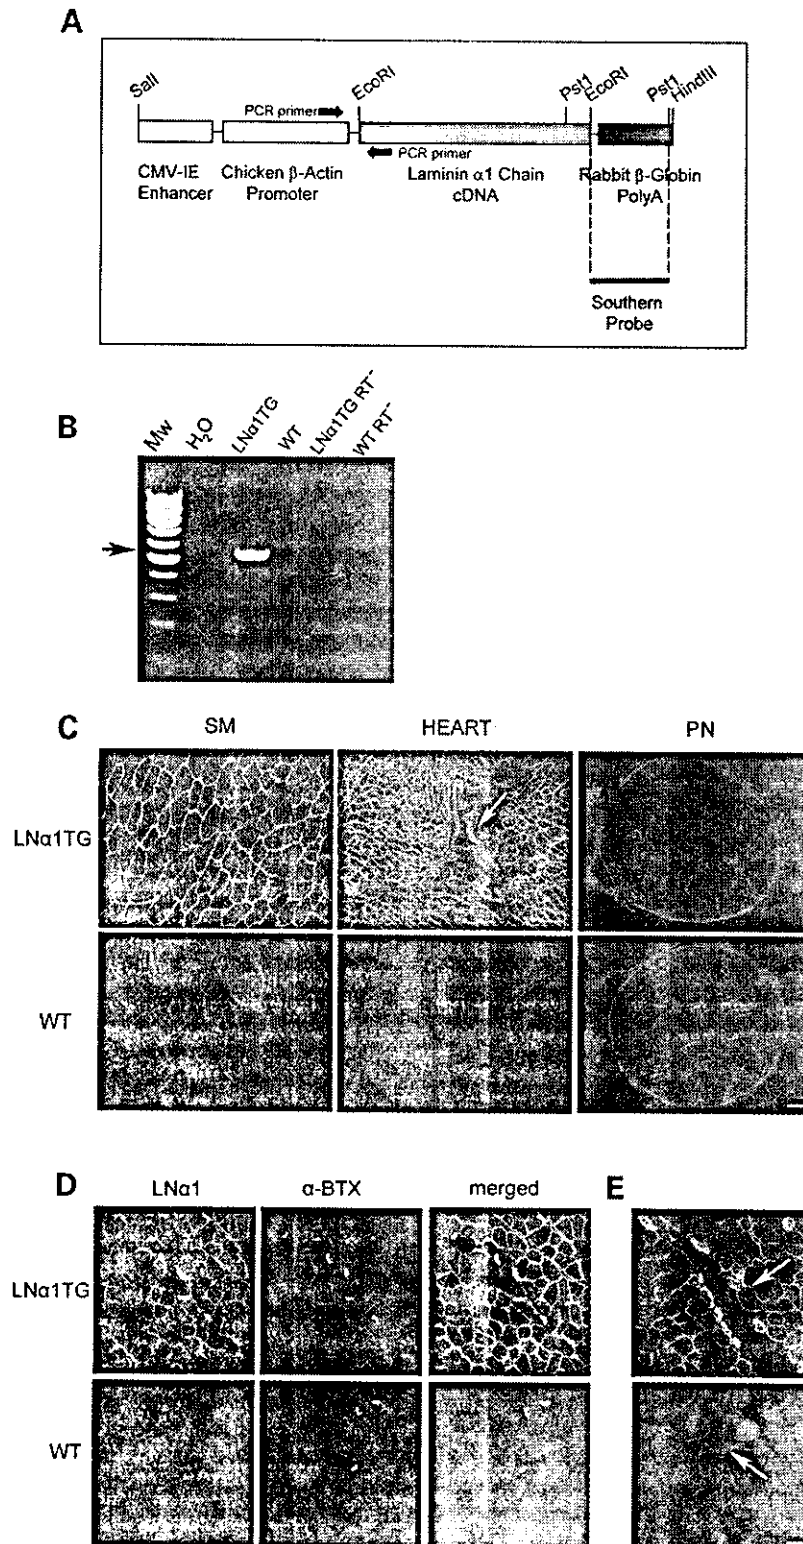 A
SalI
EcoRI
Pst1
EcoRI
Pst1
HindIII
PCR primer
PCR primer
CMV-IE
Enhancer
Chicken β-Actin
Promoter
Laminin α1 Chain
cDNA
Rabbit β-Globin
PolyA
Southern
Probe
B
Mw
H₂O
LNα1TG
WT
LNα1TG RT⁻
WT RT⁻
C
SM
HEART
PN
LNα1TG
WT
D
LNα1
α-BTX
merged
E
LNα1TG
WT